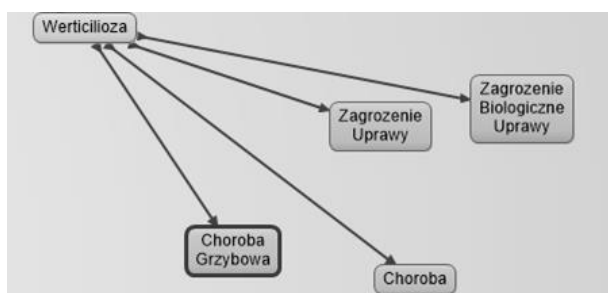 Werticilioza
Zagrozenie
Biologiczne
Uprawy
Zagrozenie
Uprawy
Choroba
Grzybowa
Choroba